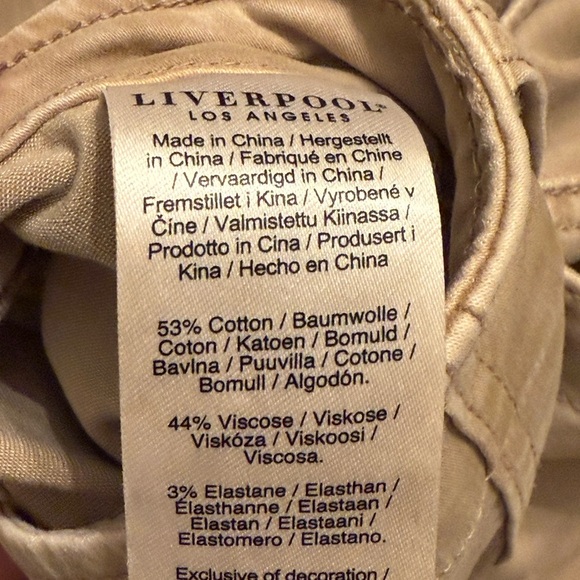 LIVERPOOL®
LOS ANGELES
Made in China / Hergestellt
in China / Fabriqué en Chine
/ Vervaardigd in China /
Fremstillet i Kina / Vyrobené v
Číne / Valmistettu Kiinassa /
Prodotto in Cina / Produsert i
Kina / Hecho en China
53% Cotton / Baumwolle /
Coton / Katoen / Bomuld /
Bavlna / Puuvilla / Cotone /
Bomull / Algodón.
44% Viscose / Viskose /
Viskóza / Viskoosi /
Viscosa.
3% Elastane / Elasthan /
Élasthanne / Elastaan /
Elastan / Elastaani /
Elastomero / Elastano.
Exclusive of decoration /